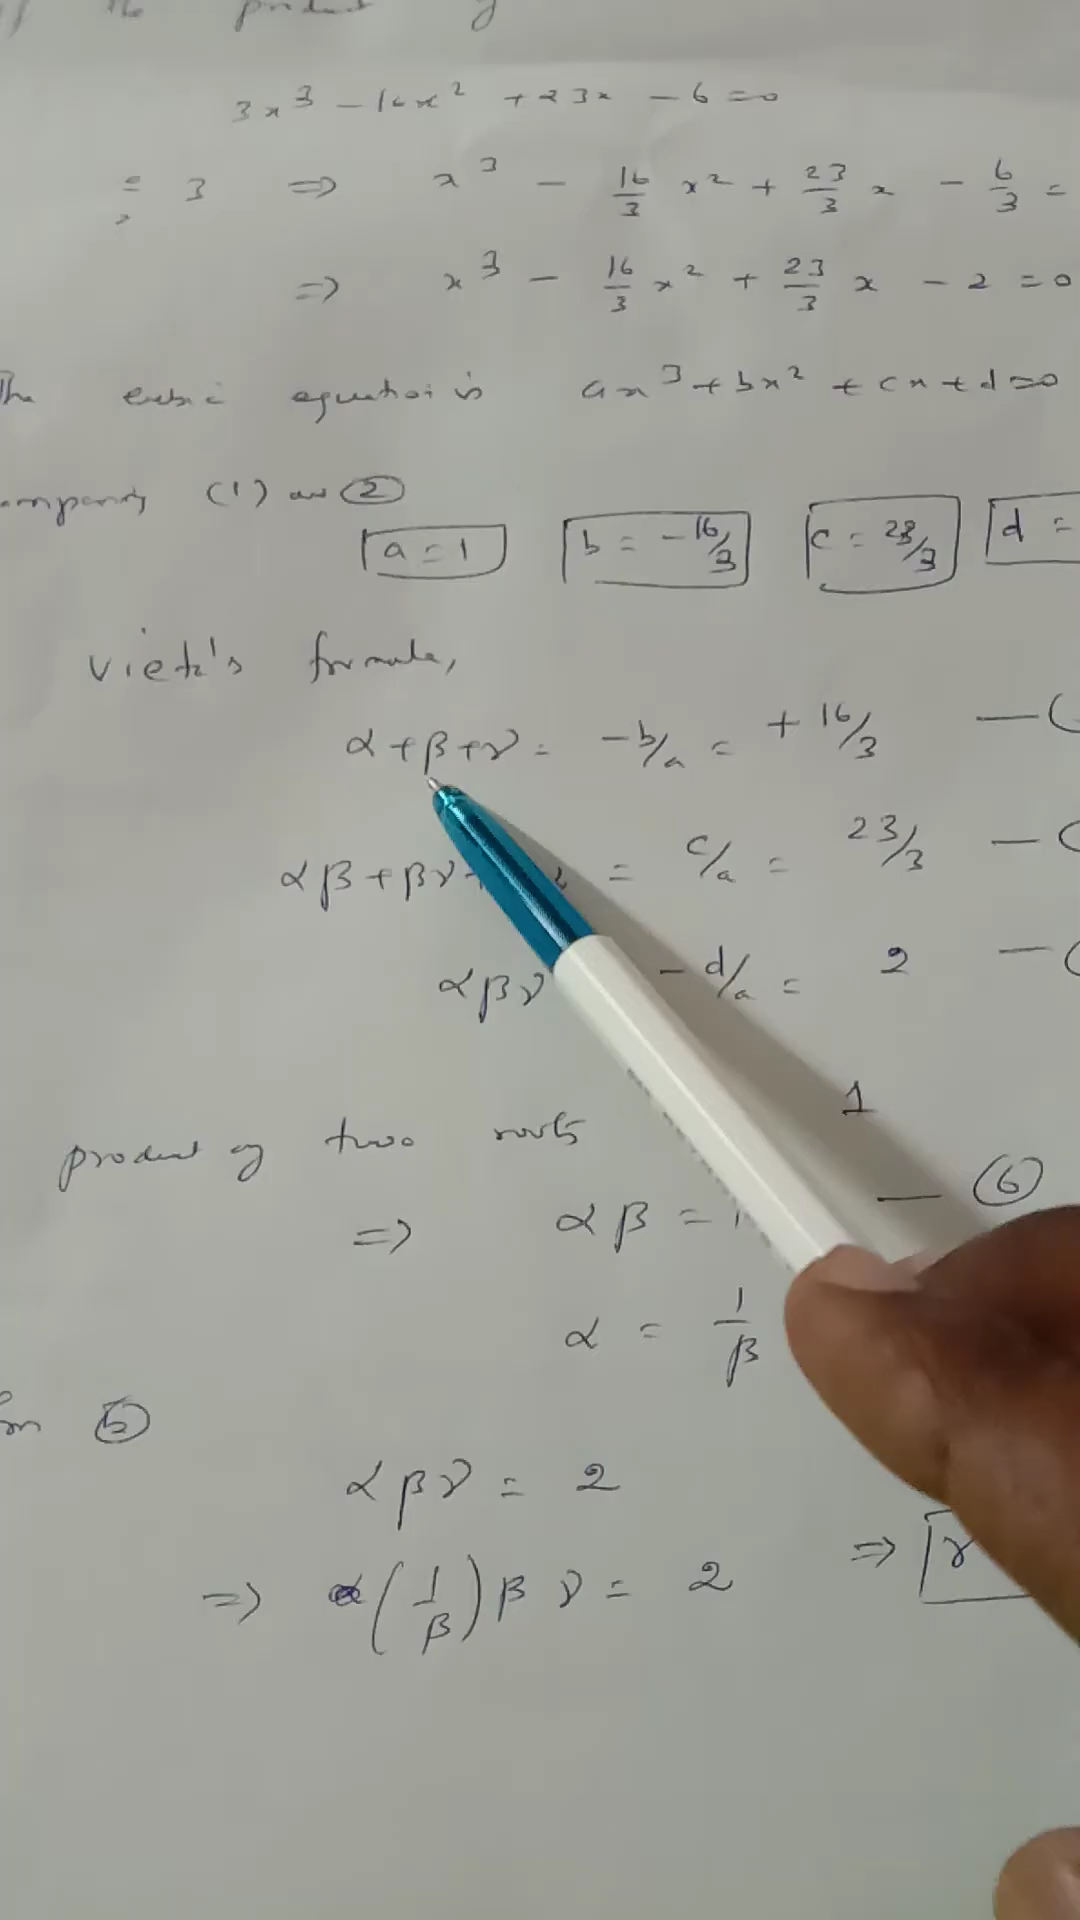 the product of
3x³ - 16x² + 23x - 6 = 0
÷ 3 ⇒ x³ - 16/3 x² + 23/3 x - 6/3 =
⇒ x³ - 16/3 x² + 23/3 x - 2 = 0
The cubic equation is ax³ + bx² + cx + d = 0
(1) and ②
a = 1 b = -16/3 c = 23/3 d =
Vieta's formula,
α + β + γ = -b/a = + 16/3 — (
αβ + βγ + = c/a = 23/3 — (
αβγ - d/a = 2 — (
product of two roots 1
⇒ αβ = 1 — ⑥
α = 1/β
⑤
αβγ = 2
⇒ (1/β) β γ = 2 ⇒ γ